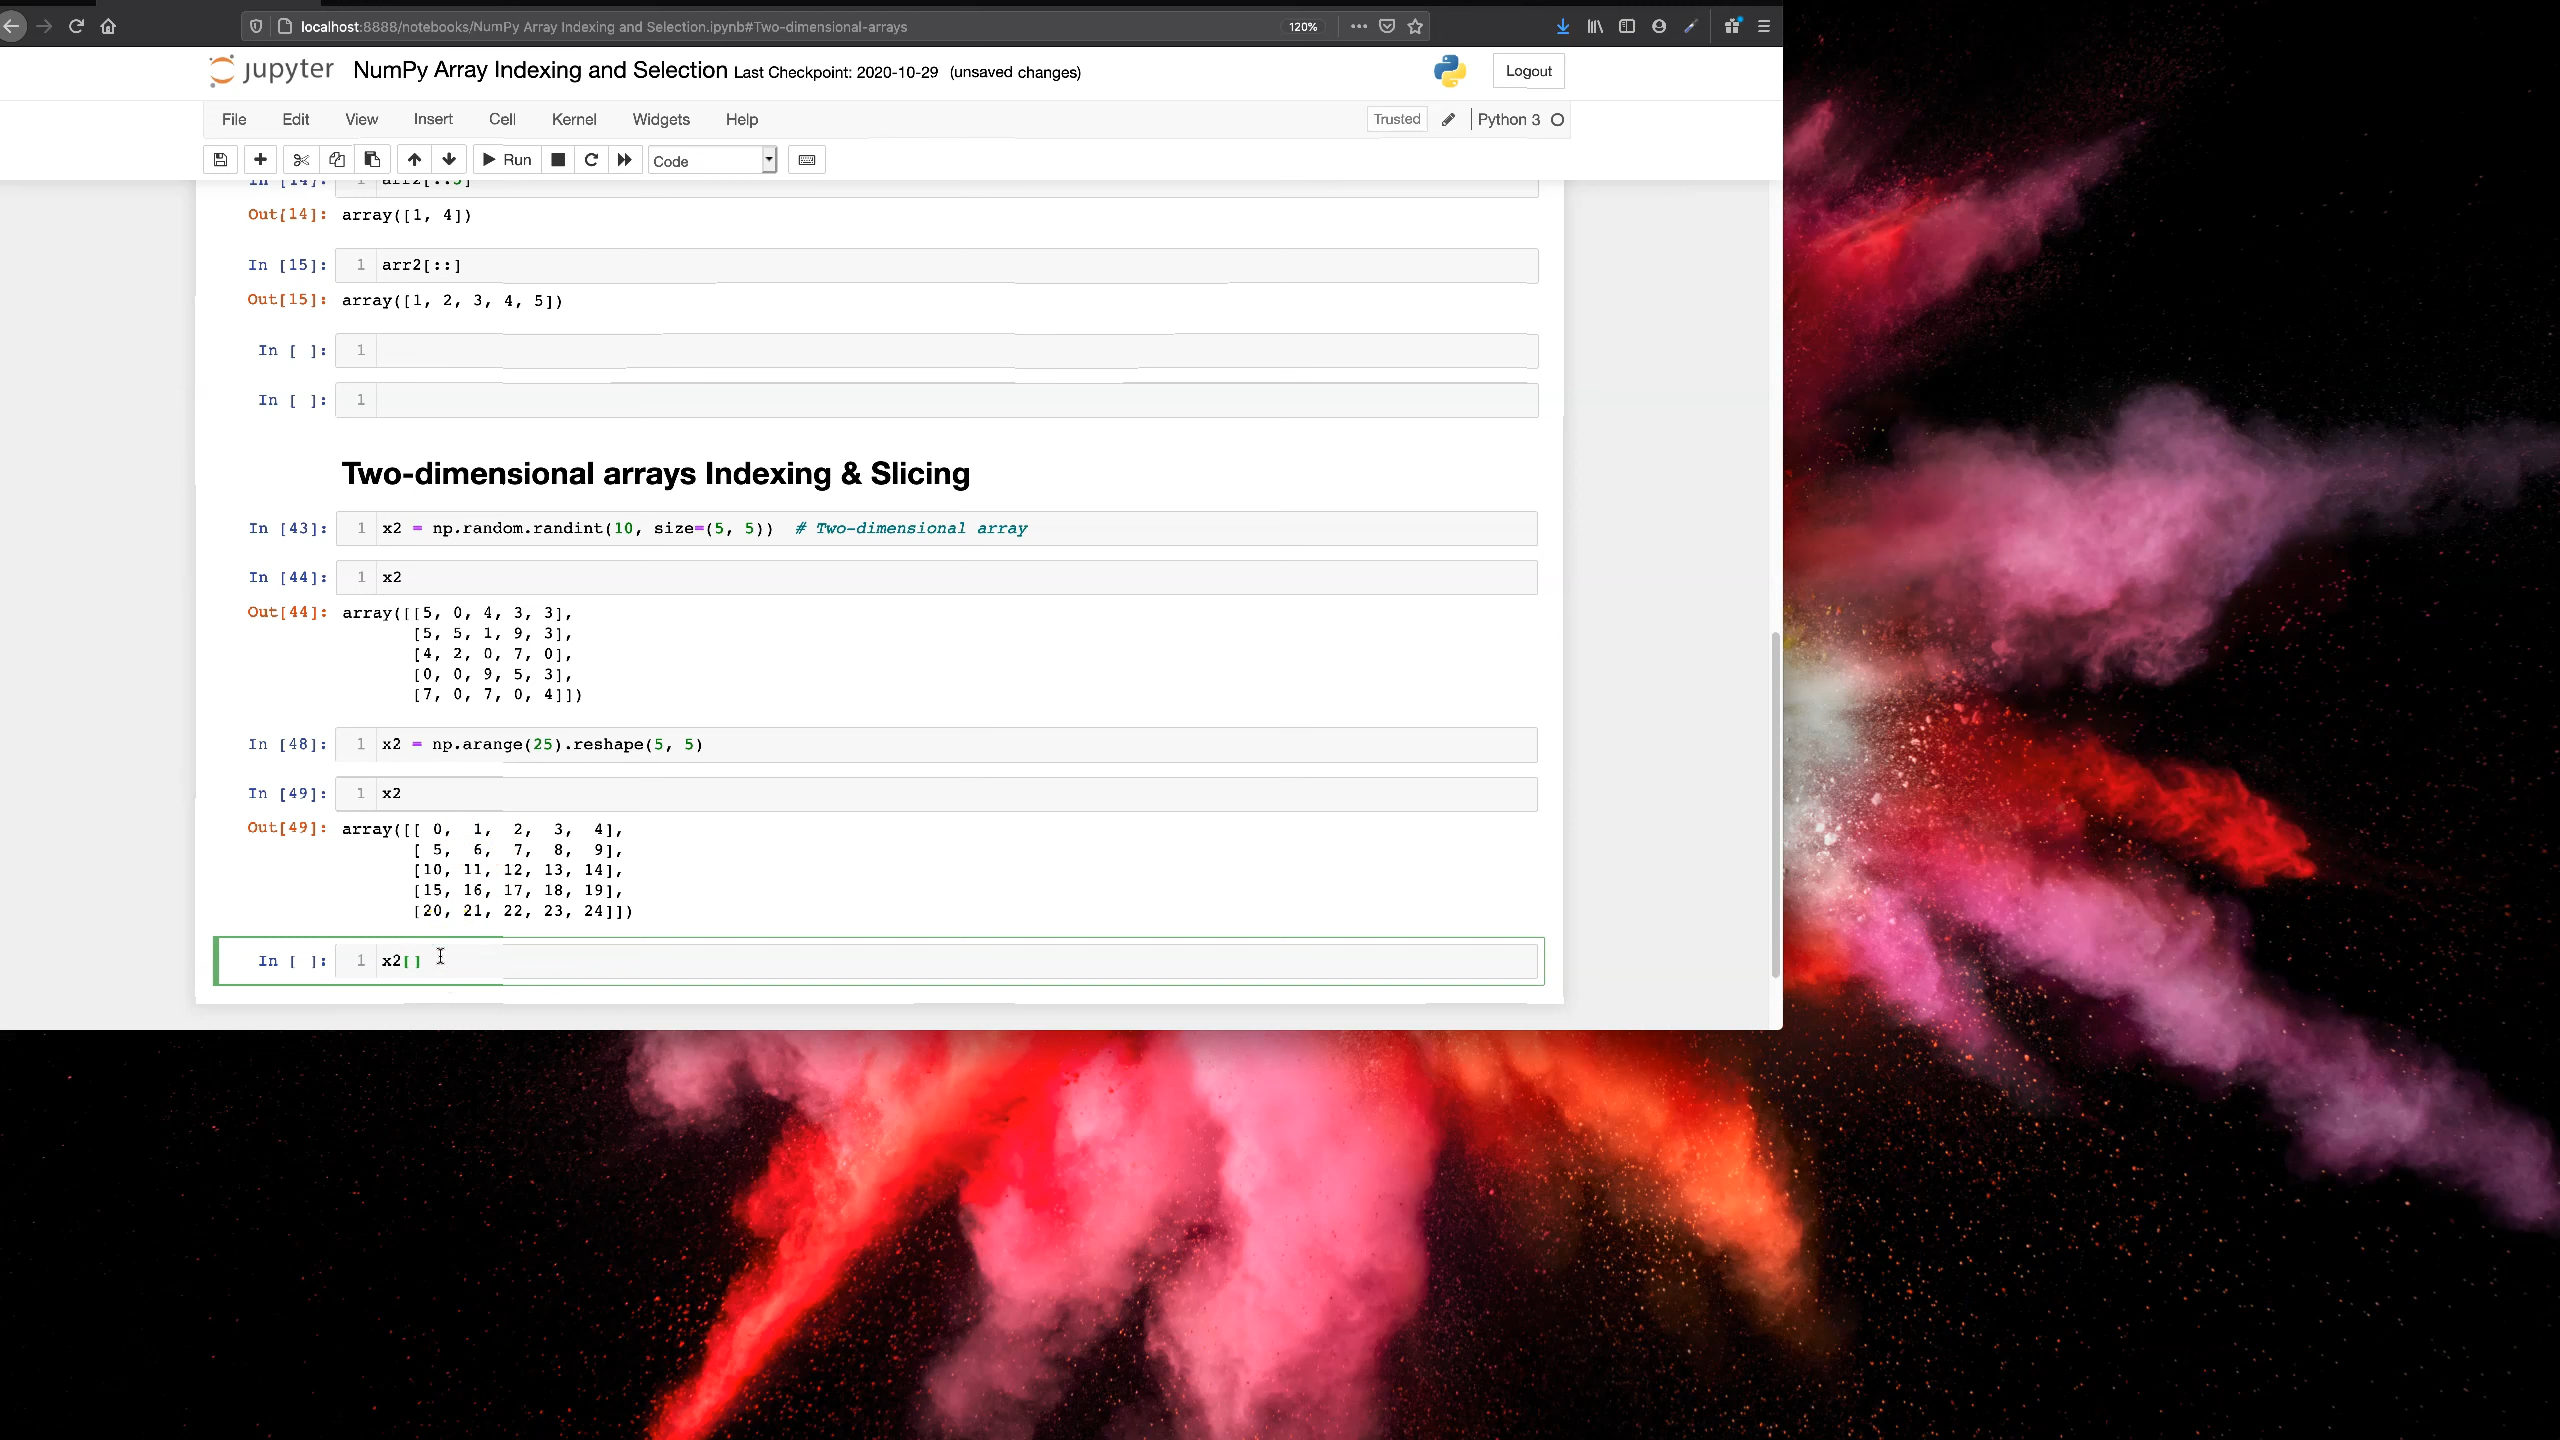 localhost:8888/notebooks/NumPy Array Indexing and Selection.ipynb#Two-dimensional-arrays 120%
jupyter NumPy Array Indexing and Selection Last Checkpoint: 2020-10-29 (unsaved changes) Logout
File Edit View Insert Cell Kernel Widgets Help Trusted Python 3
Run Code
In [14]: 1 arr2[::3]
Out[14]: array([1, 4])
In [15]: 1 arr2[::]
Out[15]: array([1, 2, 3, 4, 5])
In [ ]: 1
In [ ]: 1
Two-dimensional arrays Indexing & Slicing
In [43]: 1 x2 = np.random.randint(10, size=(5, 5)) # Two-dimensional array
In [44]: 1 x2
Out[44]: array([[5, 0, 4, 3, 3],
[5, 5, 1, 9, 3],
[4, 2, 0, 7, 0],
[0, 0, 9, 5, 3],
[7, 0, 7, 0, 4]])
In [48]: 1 x2 = np.arange(25).reshape(5, 5)
In [49]: 1 x2
Out[49]: array([[ 0, 1, 2, 3, 4],
[ 5, 6, 7, 8, 9],
[10, 11, 12, 13, 14],
[15, 16, 17, 18, 19],
[20, 21, 22, 23, 24]])
In [ ]: 1 x2[]